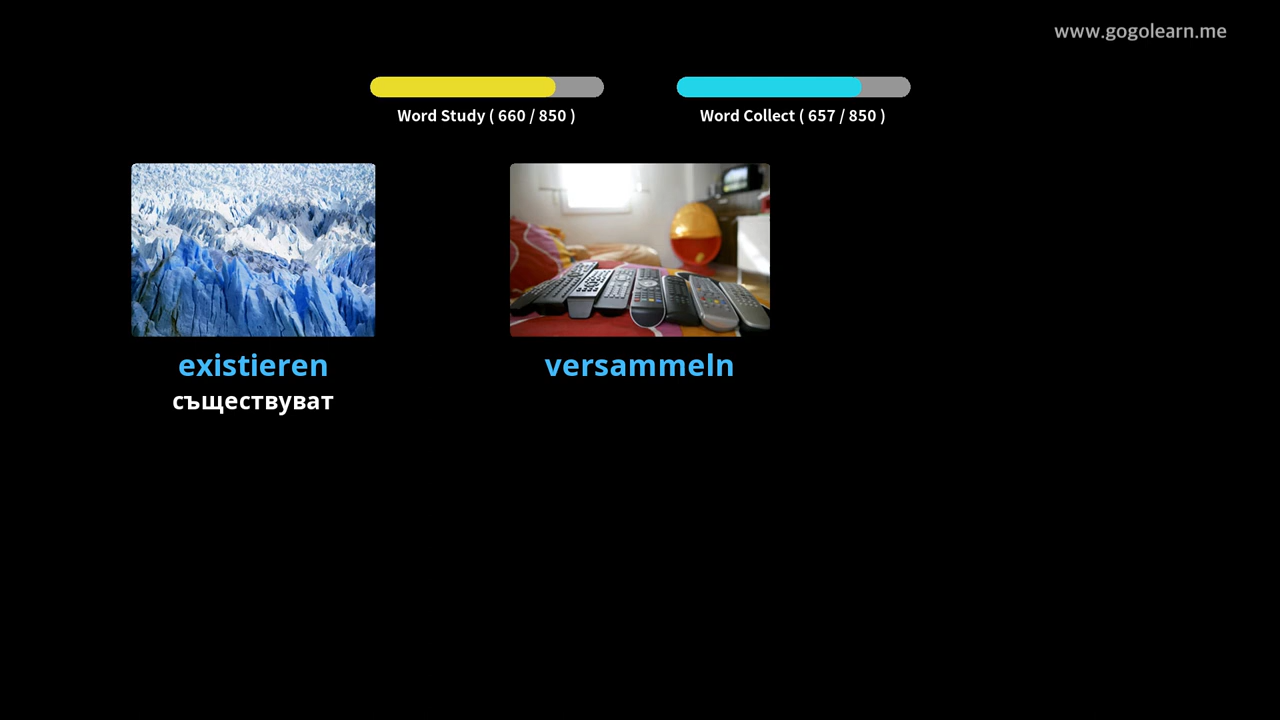 www.gogolearn.me
Word Study ( 660 / 850 )
Word Collect ( 657 / 850 )
existieren
съществуват
versammeln